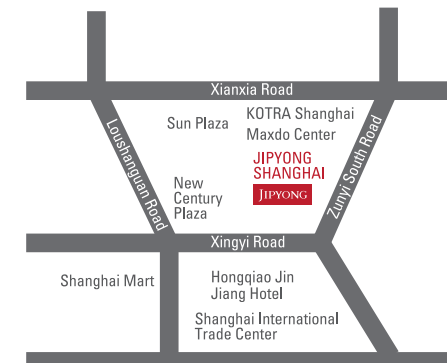 Xianxia Road
KOTRA Shanghai
Sun Plaza
Maxdo Center
Loushanguan Road
Zunyi South Road
JIPYONG
SHANGHAI
JIPYONG
New
Century
Plaza
Xingyi Road
Shanghai Mart
Hongqiao Jin
Jiang Hotel
Shanghai International
Trade Center